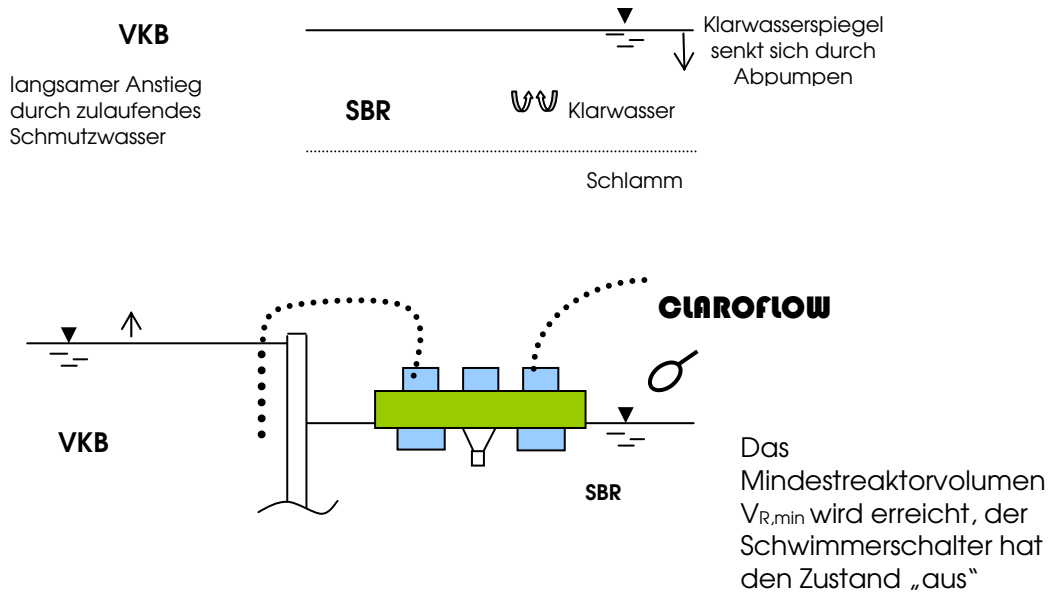 VKB
langsamer Anstieg
durch zulaufendes
Schmutzwasser
SBR
Klarwasserspiegel
senkt sich durch
Abpumpen
Klarwasser
Schlamm
CLAROFLOW
VKB
SBR
Das
Mindestreaktorvolumen
VR,min wird erreicht, der
Schwimmerschalter hat
den Zustand „aus“